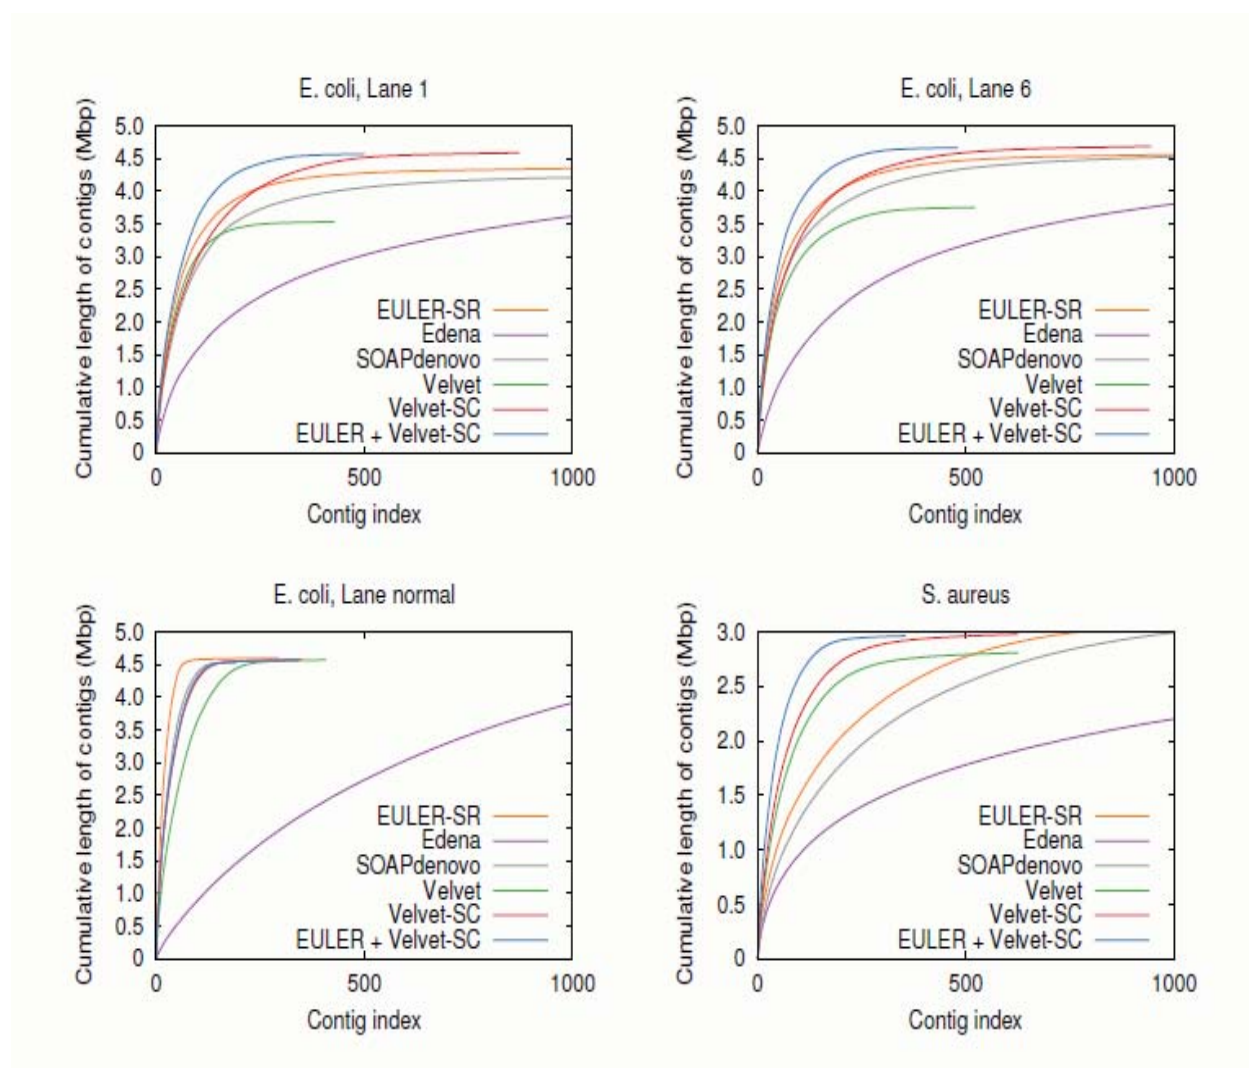 E. coli, Lane 1
Cumulative length of contigs (Mbp)
5.0
4.5
4.0
3.5
3.0
2.5
2.0
1.5
1.0
0.5
0
EULER-SR
Edena
SOAPdenovo
Velvet
Velvet-SC
EULER + Velvet-SC
0 500 1000
Contig index
E. coli, Lane 6
Cumulative length of contigs (Mbp)
5.0
4.5
4.0
3.5
3.0
2.5
2.0
1.5
1.0
0.5
0
EULER-SR
Edena
SOAPdenovo
Velvet
Velvet-SC
EULER + Velvet-SC
0 500 1000
Contig index
E. coli, Lane normal
Cumulative length of contigs (Mbp)
5.0
4.5
4.0
3.5
3.0
2.5
2.0
1.5
1.0
0.5
0
EULER-SR
Edena
SOAPdenovo
Velvet
Velvet-SC
EULER + Velvet-SC
0 500 1000
Contig index
S. aureus
Cumulative length of contigs (Mbp)
3.0
2.5
2.0
1.5
1.0
0.5
0
EULER-SR
Edena
SOAPdenovo
Velvet
Velvet-SC
EULER + Velvet-SC
0 500 1000
Contig index